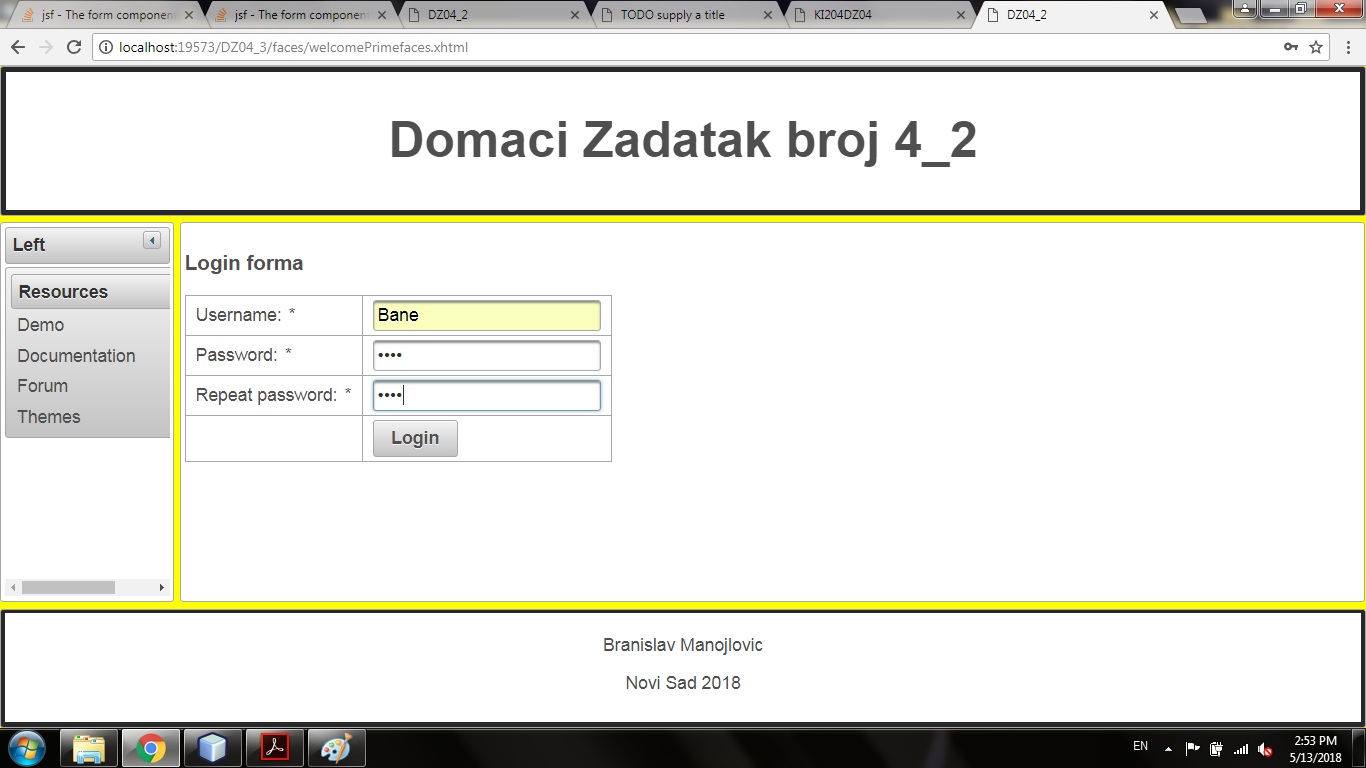 jsf - The form component
jsf - The form component
DZ04_2
TODO supply a title
KI204DZ04
DZ04_2
localhost:19573/DZ04_3/faces/welcomePrimefaces.xhtml
Domaci Zadatak broj 4_2
Left
Resources
Demo
Documentation
Forum
Themes
Login forma
Username: *
Bane
Password: *
••••
Repeat password: *
••••
Login
Branislav Manojlovic
Novi Sad 2018
EN
2:53 PM
5/13/2018